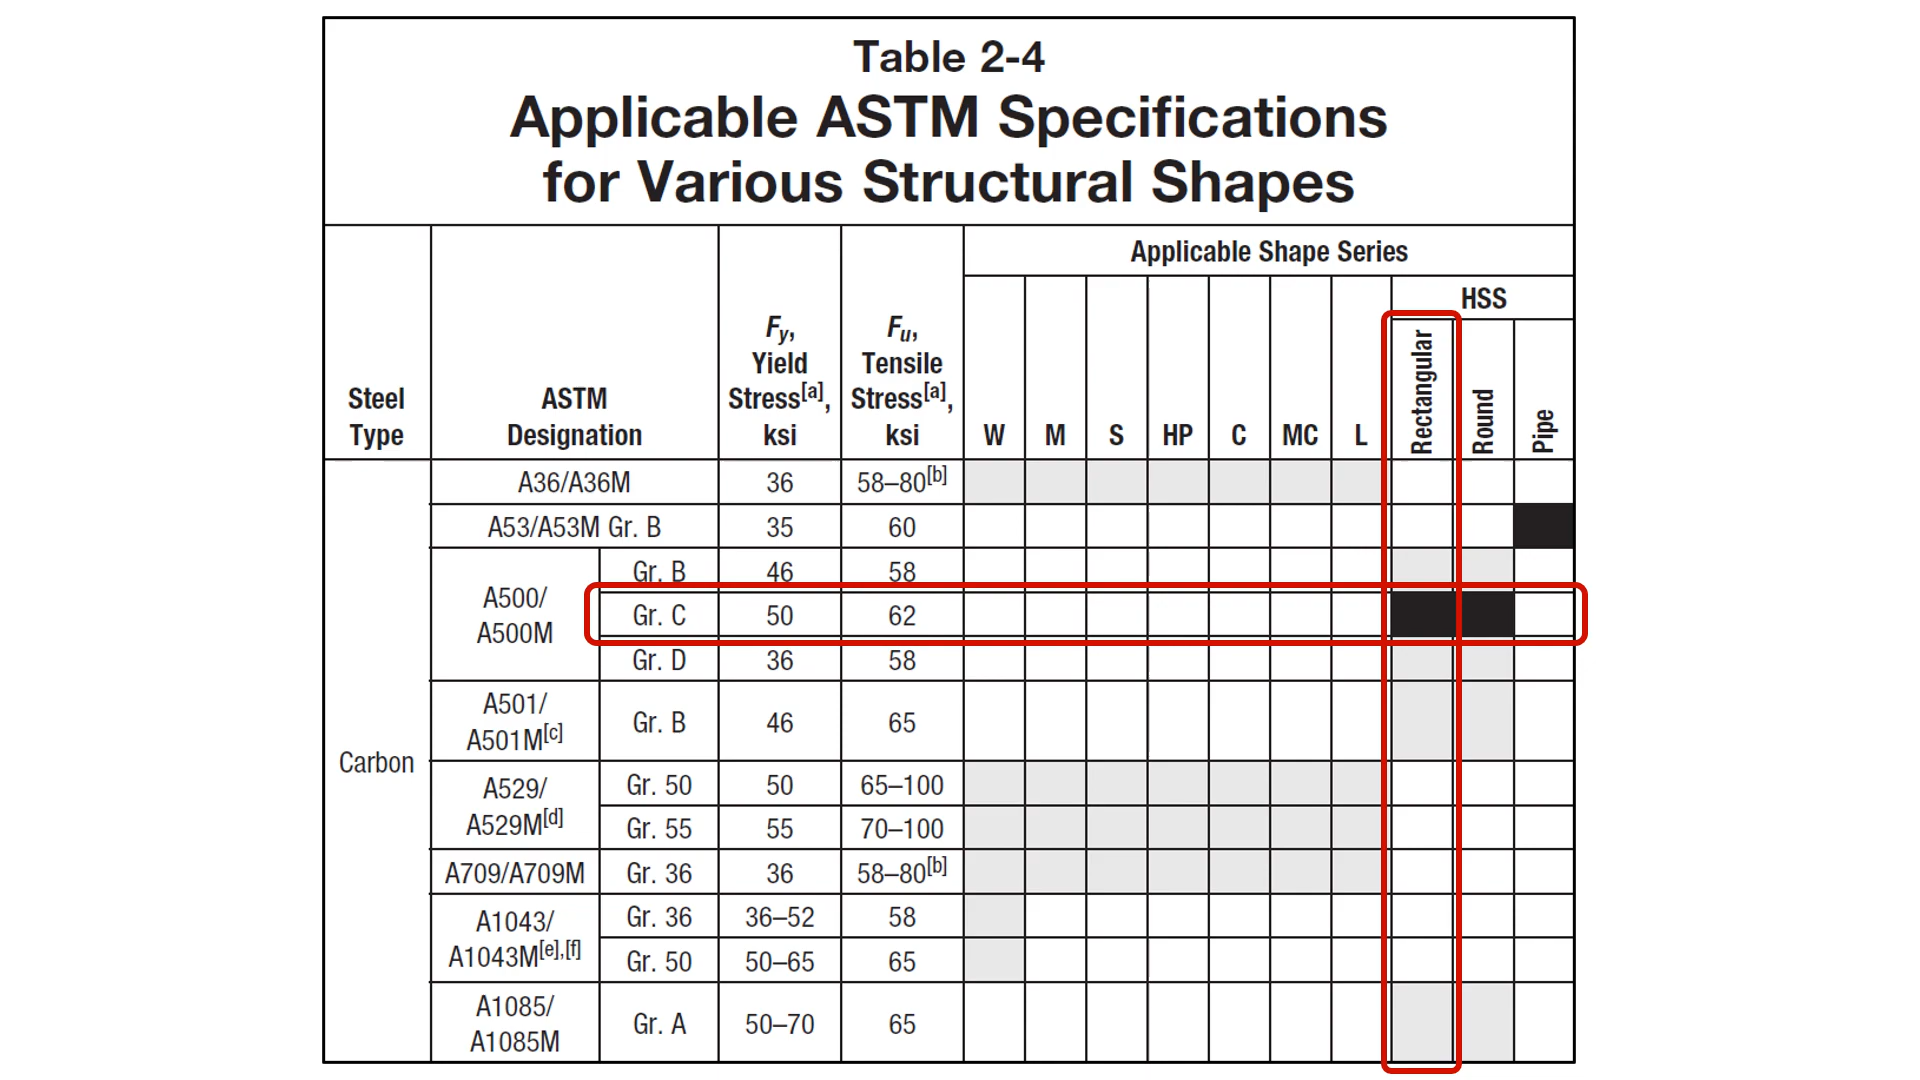 Table 2-4
Applicable ASTM Specifications
for Various Structural Shapes
Steel
Type
ASTM
Designation
Fy,
Yield
Stress[a],
ksi
Fu,
Tensile
Stress[a],
ksi
Applicable Shape Series
W M S HP C MC L
HSS
Rectangular
Round
Pipe
Carbon
A36/A36M 36 58–80[b]
A53/A53M Gr. B 35 60
A500/
A500M
Gr. B 46 58
Gr. C 50 62
Gr. D 36 58
A501/
A501M[c]
Gr. B 46 65
A529/
A529M[d]
Gr. 50 50 65–100
Gr. 55 55 70–100
A709/A709M Gr. 36 36 58–80[b]
A1043/
A1043M[e],[f]
Gr. 36 36–52 58
Gr. 50 50–65 65
A1085/
A1085M
Gr. A 50–70 65